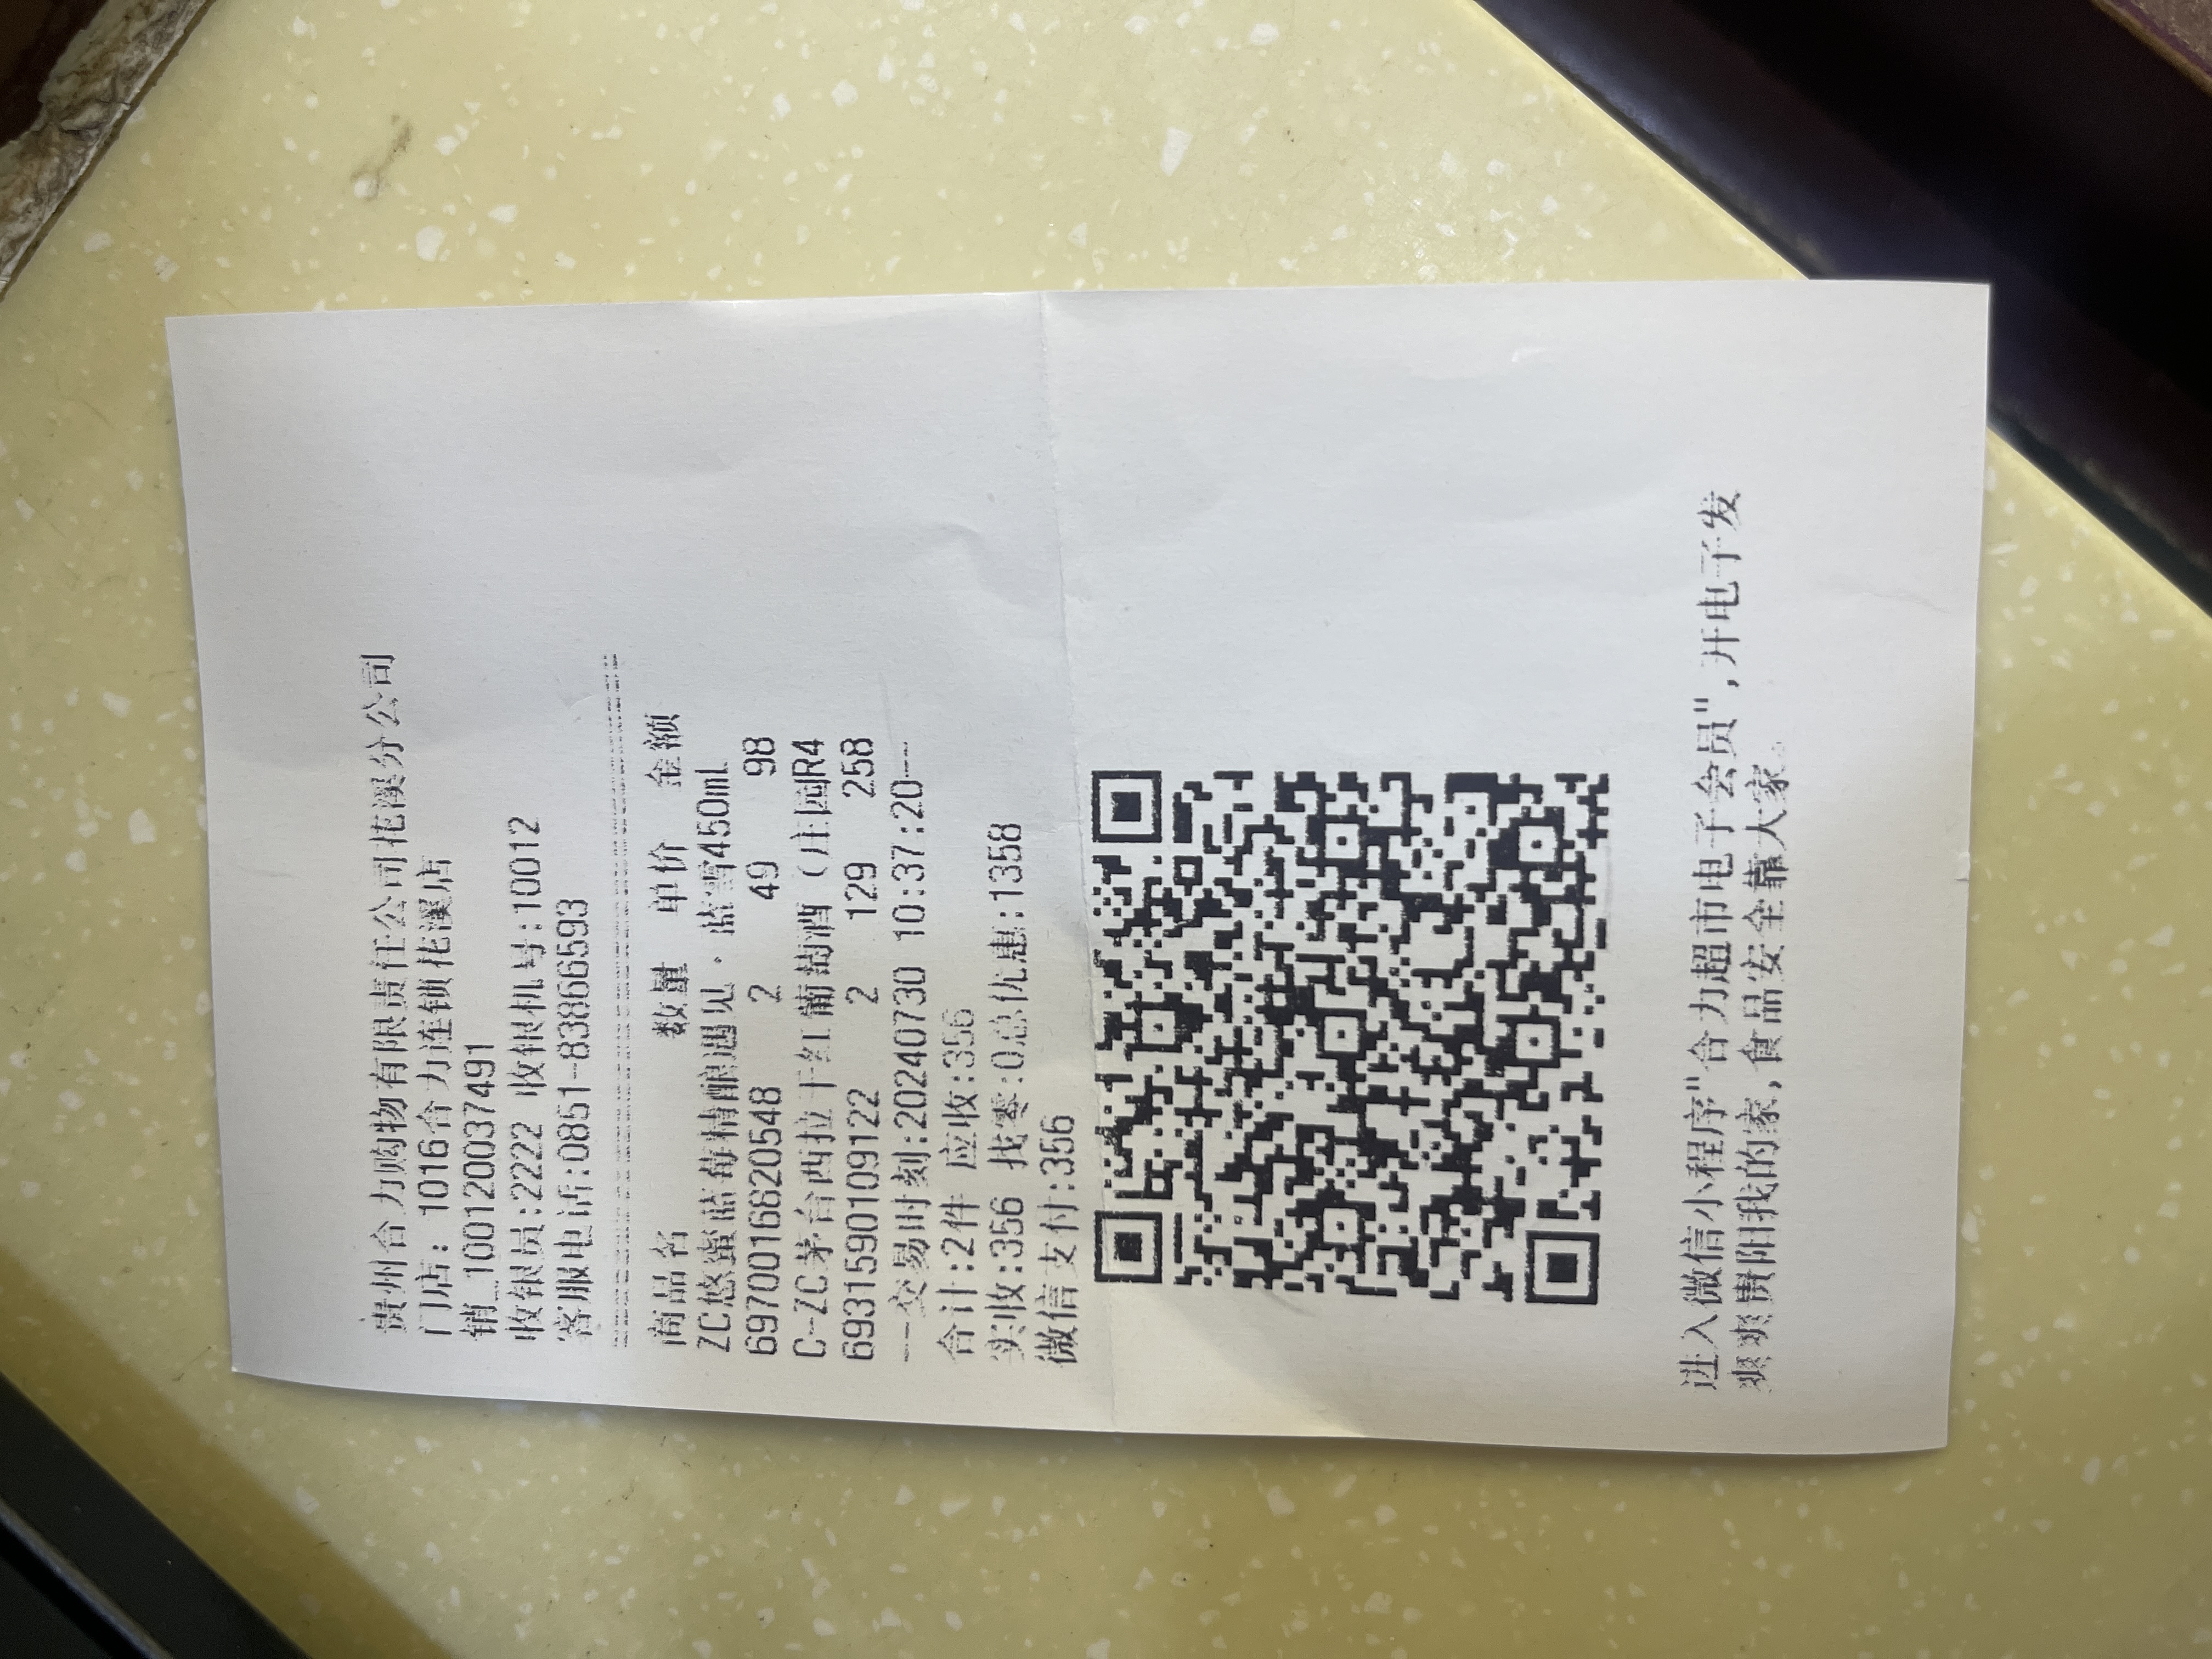 贵州合力购物有限责任公司花溪分公司
门店: 1016合力连锁花溪店
销_100120037491
收银员:2222 收银机号:10012
客服电话:0851-83866593
商品名 数量 单价 金额
ZC悠蜜蓝莓精酿遇见·蓝雪450mL
6970016620548 2 49 98
C-ZC茅台西拉干红葡萄酒(庄园R4
6931590109122 2 129 258
--交易时刻:20240730 10:37:20--
合计:2件 应收:356
实收:356 找零:0总优惠:1358
微信支付:356
进入微信小程序"合力超市电子会员",开电子发
爽爽贵阳我的家,食品安全靠大家。